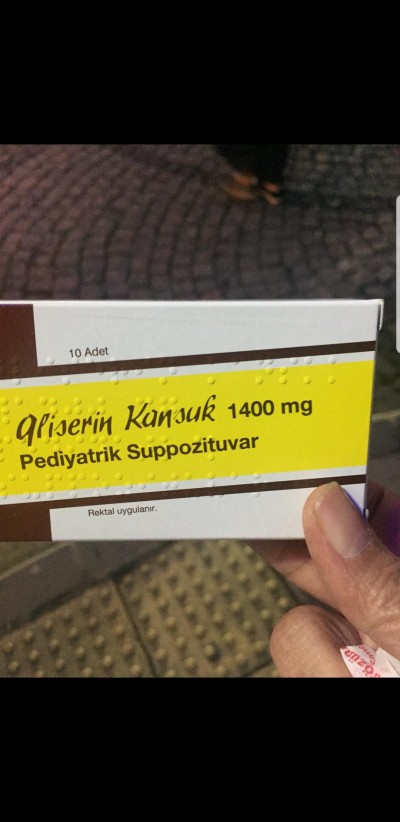 10 Adet
Gliserin Kansuk 1400 mg
Pediyatrik Suppozituvar
Rektal uygulanır.